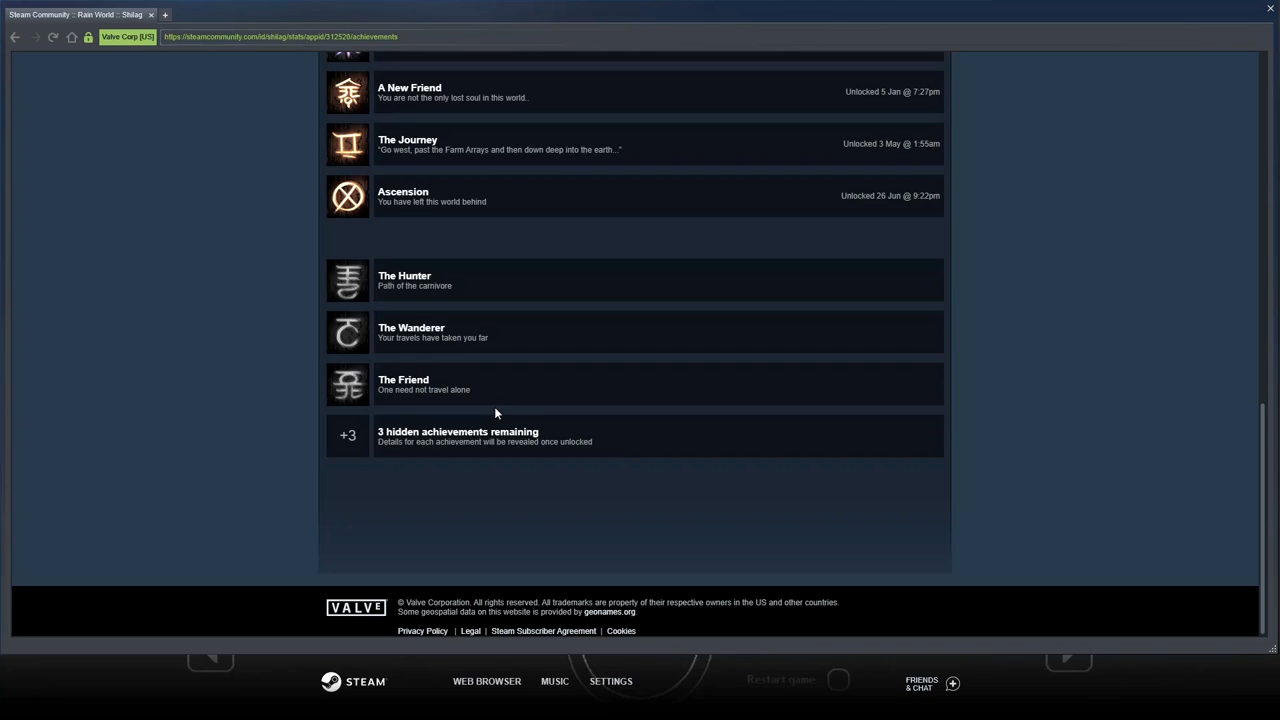 Steam Community :: Rain World :: Shilag
Valve Corp [US]
https://steamcommunity.com/id/shilag/stats/appid/312520/achievements
A New Friend
You are not the only lost soul in this world..
Unlocked 5 Jan @ 7:27pm
The Journey
"Go west, past the Farm Arrays and then down deep into the earth..."
Unlocked 3 May @ 1:55am
Ascension
You have left this world behind
Unlocked 26 Jun @ 9:22pm
The Hunter
Path of the carnivore
The Wanderer
Your travels have taken you far
The Friend
One need not travel alone
+3
3 hidden achievements remaining
Details for each achievement will be revealed once unlocked
VALVE
© Valve Corporation. All rights reserved. All trademarks are property of their respective owners in the US and other countries.
Some geospatial data on this website is provided by geonames.org.
Privacy Policy | Legal | Steam Subscriber Agreement | Cookies
STEAM
WEB BROWSER
MUSIC
SETTINGS
Restart game
FRIENDS
& CHAT